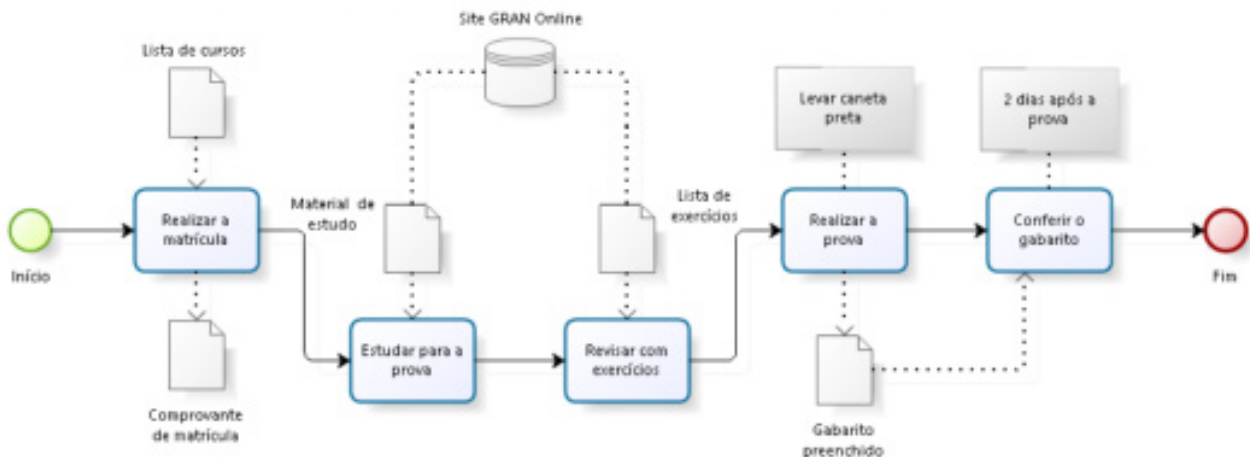 Site GRAN Online
Lista de cursos
Levar caneta
preta
2 dias após a
prova
Início
Realizar a
matrícula
Material de
estudo
Lista de
exercícios
Realizar a
prova
Conferir o
gabarito
Fim
Estudar para a
prova
Revisar com
exercícios
Comprovante
de matrícula
Gabarito
preenchido